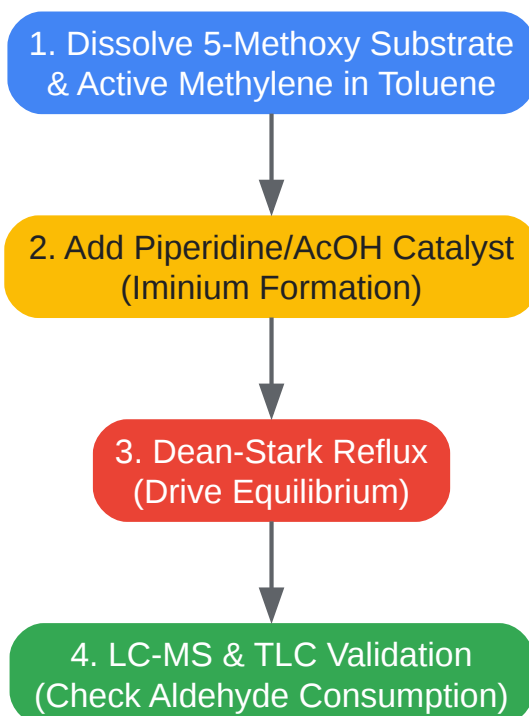 1. Dissolve 5-Methoxy Substrate
& Active Methylene in Toluene
2. Add Piperidine/AcOH Catalyst
(Iminium Formation)
3. Dean-Stark Reflux
(Drive Equilibrium)
4. LC-MS & TLC Validation
(Check Aldehyde Consumption)